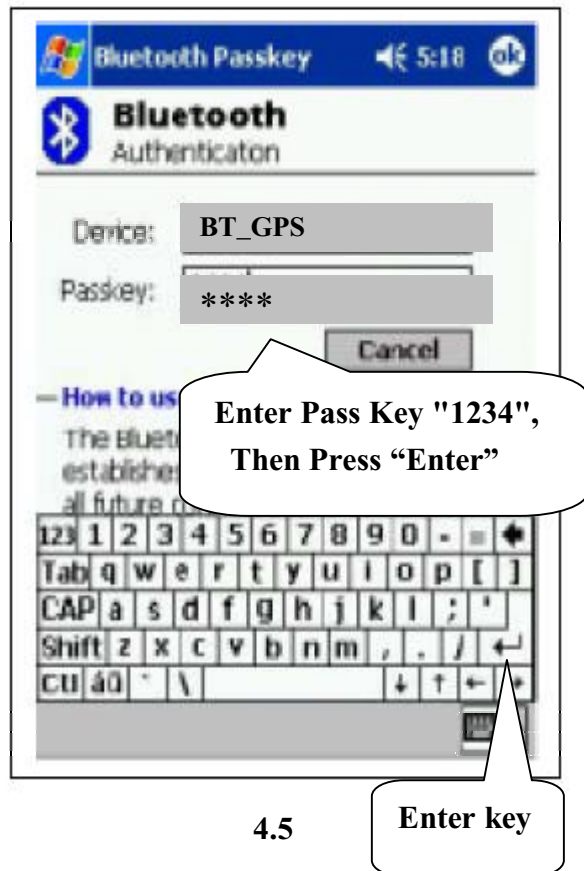 Bluetooth Passkey 5:18 ok
Bluetooth
Authenticaton
Device: BT_GPS
Passkey: ****
Cancel
How to us
The Bluet
establishe
all future
Enter Pass Key "1234",
Then Press “Enter”
123 1 2 3 4 5 6 7 8 9 0 - =
Tab q w e r t y u i o p [ ]
CAP a s d f g h j k l ; '
Shift z x c v b n m , . /
áü ` \
Enter key
4.5